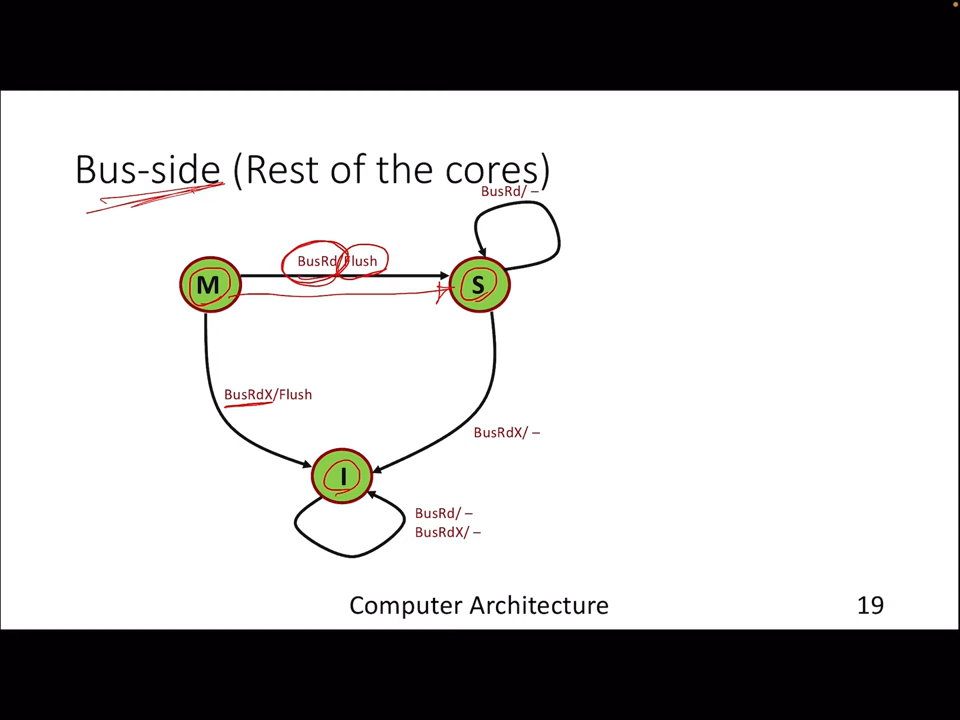 Bus-side (Rest of the cores)
BusRd/ –
BusRd/Flush
M
S
BusRdX/Flush
BusRdX/ –
I
BusRd/ –
BusRdX/ –
Computer Architecture
19